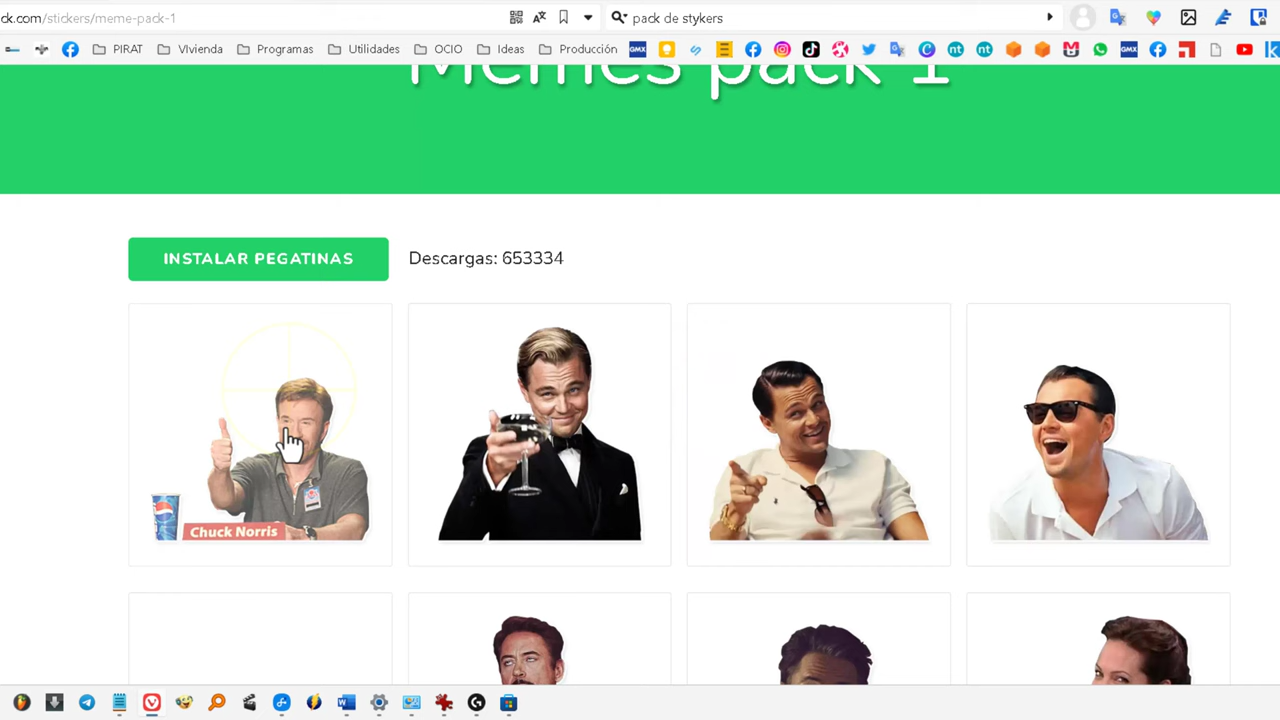 ck.com/stickers/meme-pack-1
pack de stykers
PIRAT
VIvienda
Programas
Utilidades
OCIO
Ideas
Producción
GMX
GMX
Memes pack 1
INSTALAR PEGATINAS
Descargas: 653334
Chuck Norris